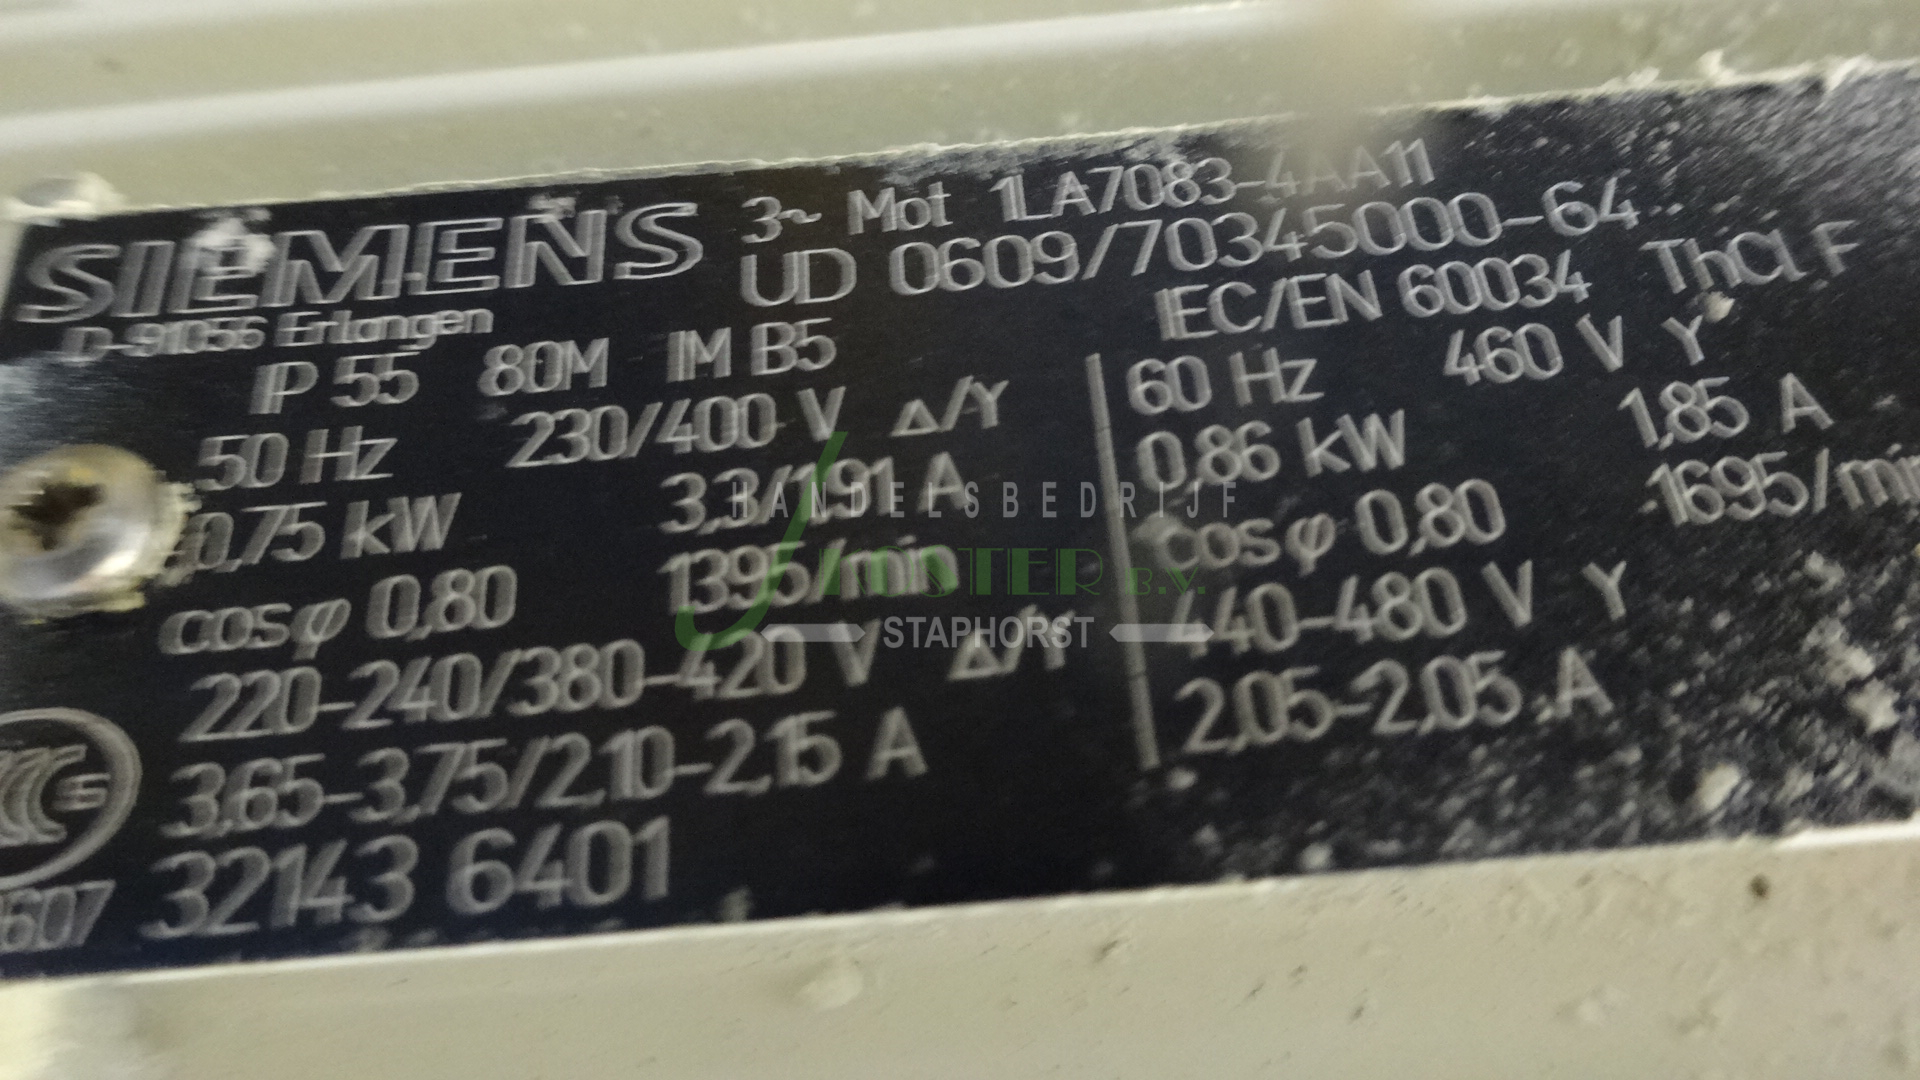 SIEMENS 3~ Mot 1LA7083-4AA11
D-91056 Erlangen UD 0609/70345000-64
IP 55 80M IM B5 IEC/EN 60034 ThCl F
50 Hz 230/400 V Δ/Y 60 Hz 460 V Y
0,75 kW 3,3/1,91 A 0,86 kW 1,85 A
cosφ 0,80 1395/min cosφ 0,80 1695/min
220-240/380-420 V Δ/Y 440-480 V Y
3,65-3,75/2,10-2,15 A 2,05-2,05 A
32143 6401
HANDELSBEDRIJF
B.V.
STAPHORST